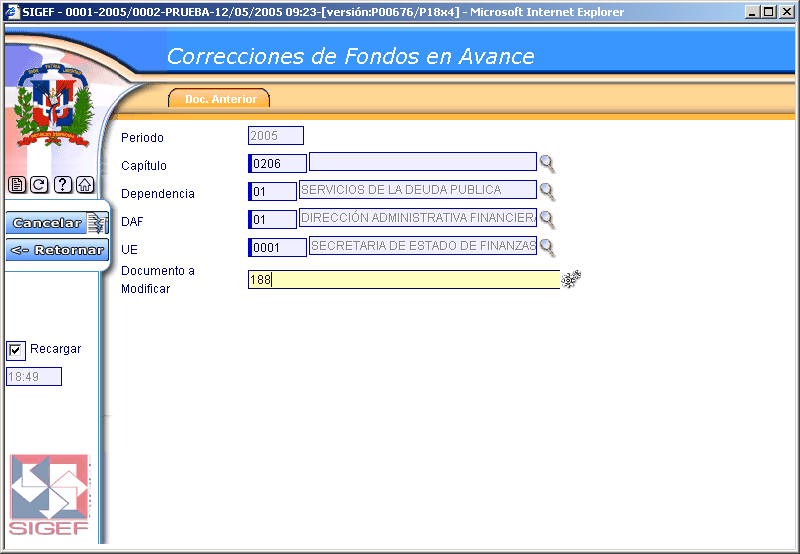 SIGEF - 0001-2005/0002-PRUEBA-12/05/2005 09:23-[versión:P00676/P18x4] - Microsoft Internet Explorer
Correcciones de Fondos en Avance
Doc. Anterior
Periodo 2005
Capítulo 0206
Dependencia 01 SERVICIOS DE LA DEUDA PUBLICA
DAF 01 DIRECCIÓN ADMINISTRATIVA FINANCIERA
UE 0001 SECRETARIA DE ESTADO DE FINANZAS
Documento a
Modificar
188
Cancelar
<- Retornar
Recargar
18:49
SIGEF